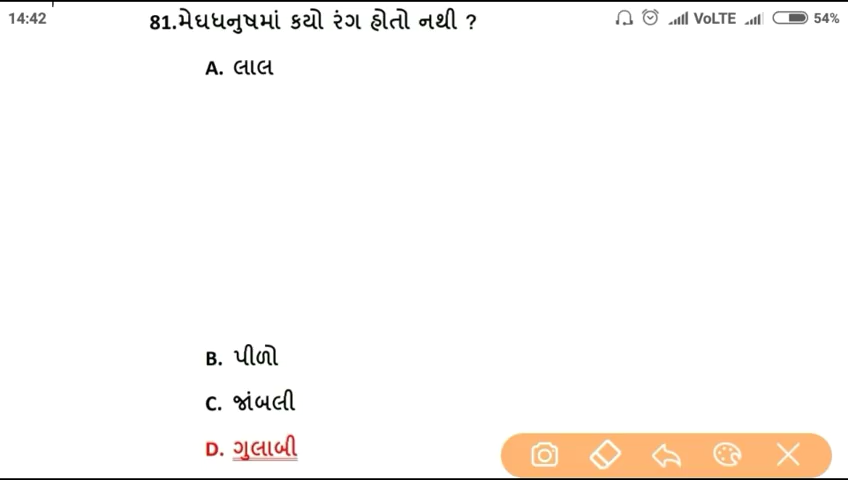 14:42
81.મેઘધનુષમાં કયો રંગ હોતો નથી ?
VoLTE
54%
A. લાલ
B. પીળો
C. જાંબલી
D. ગુલાબી